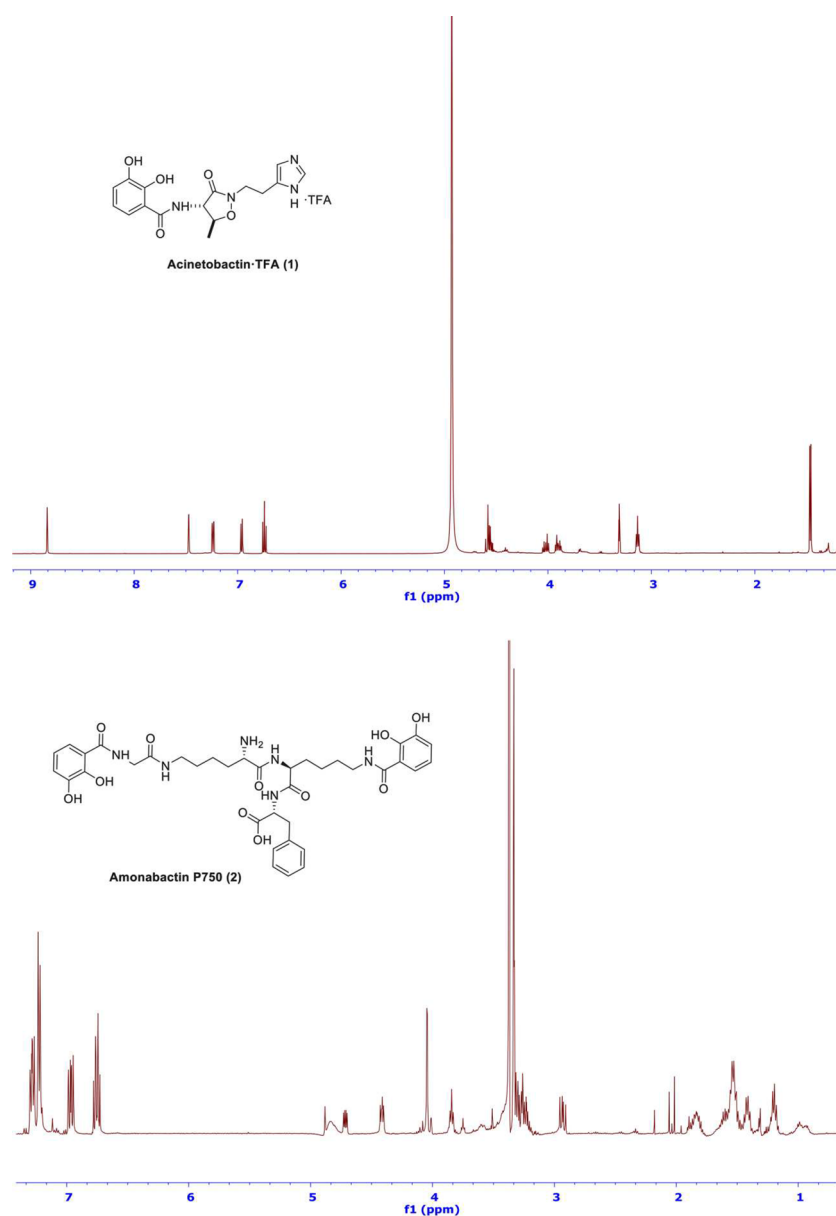 OH
OH
O
NH
O
N
O
N
N
H ·TFA
Acinetobactin·TFA (1)
9 8 7 6 5 4 3 2
f1 (ppm)
O
N
H
OH
OH
O
N
H
NH₂
O
H
N
O
HN
O
OH
N
H
O
HO
OH
Amonabactin P750 (2)
7 6 5 4 3 2 1
f1 (ppm)